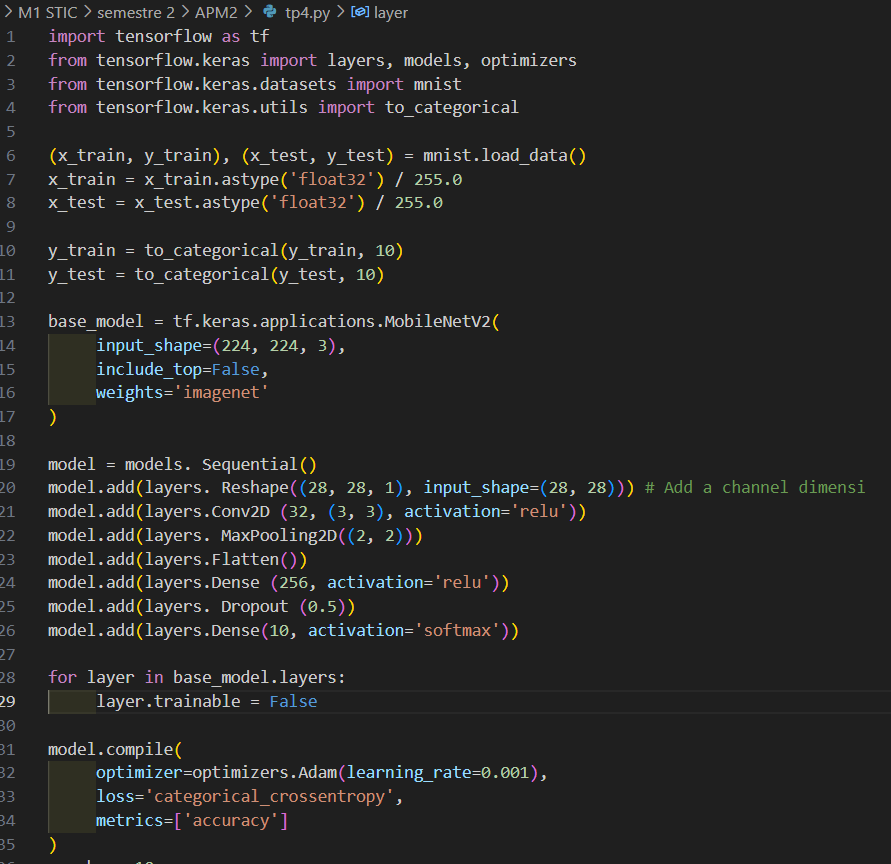 > M1 STIC > semestre 2 > APM2 > tp4.py > layer
1 import tensorflow as tf
2 from tensorflow.keras import layers, models, optimizers
3 from tensorflow.keras.datasets import mnist
4 from tensorflow.keras.utils import to_categorical
5
6 (x_train, y_train), (x_test, y_test) = mnist.load_data()
7 x_train = x_train.astype('float32') / 255.0
8 x_test = x_test.astype('float32') / 255.0
9
10 y_train = to_categorical(y_train, 10)
11 y_test = to_categorical(y_test, 10)
12
13 base_model = tf.keras.applications.MobileNetV2(
14 input_shape=(224, 224, 3),
15 include_top=False,
16 weights='imagenet'
17 )
18
19 model = models. Sequential()
20 model.add(layers. Reshape((28, 28, 1), input_shape=(28, 28))) # Add a channel dimensi
21 model.add(layers.Conv2D (32, (3, 3), activation='relu'))
22 model.add(layers. MaxPooling2D((2, 2)))
23 model.add(layers.Flatten())
24 model.add(layers.Dense (256, activation='relu'))
25 model.add(layers. Dropout (0.5))
26 model.add(layers.Dense(10, activation='softmax'))
27
28 for layer in base_model.layers:
29 layer.trainable = False
30
31 model.compile(
32 optimizer=optimizers.Adam(learning_rate=0.001),
33 loss='categorical_crossentropy',
34 metrics=['accuracy']
35 )